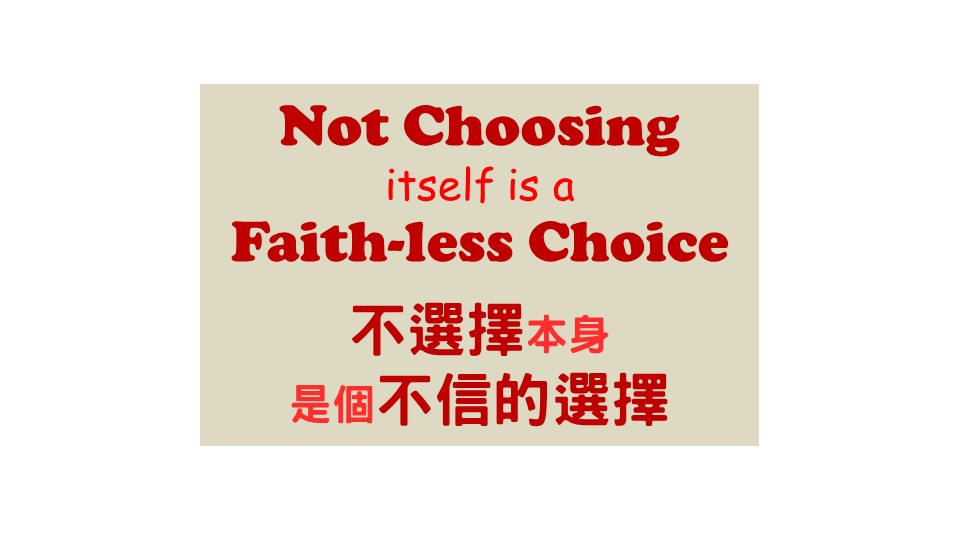 Not Choosing
itself is a
Faith-less Choice
不選擇本身
是個不信的選擇